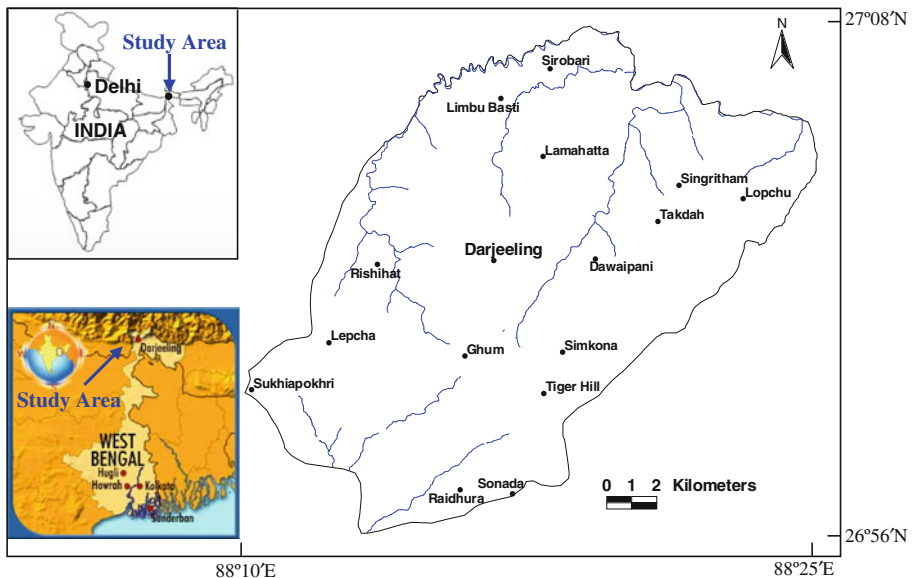 27°08'N
N
Study Area
Delhi
INDIA
Sirobari
Limbu Basti
Lamahatta
Singritham
Lopchu
Takdah
Darjeeling
Dawaipani
Rishihat
Lepcha
Ghum
Simkona
Sukhiapokhri
Tiger Hill
Raidhura
Sonada
0 1 2 Kilometers
N
Darjeeling
Study Area
WEST
BENGAL
Hugli
Howrah
Kolkata
Sanderban
26°56'N
88°10'E
88°25'E